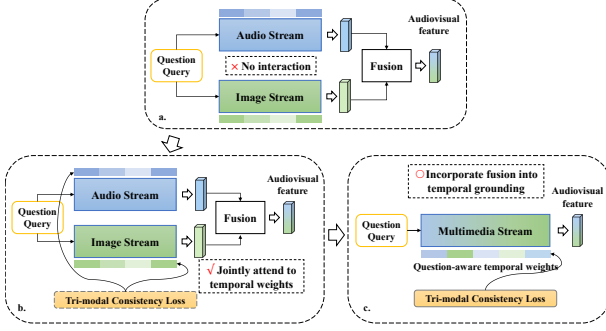 Audiovisual
feature
Audio Stream
Question
Query
× No interaction
Fusion
Image Stream
a.
Audio Stream
Audiovisual
feature
Question
Query
Fusion
Image Stream
√ Jointly attend to
temporal weights
Tri-modal Consistency Loss
b.
○ Incorporate fusion into
temporal grounding
Audiovisual
feature
Question
Query
Multimedia Stream
Question-aware temporal weights
Tri-modal Consistency Loss
c.